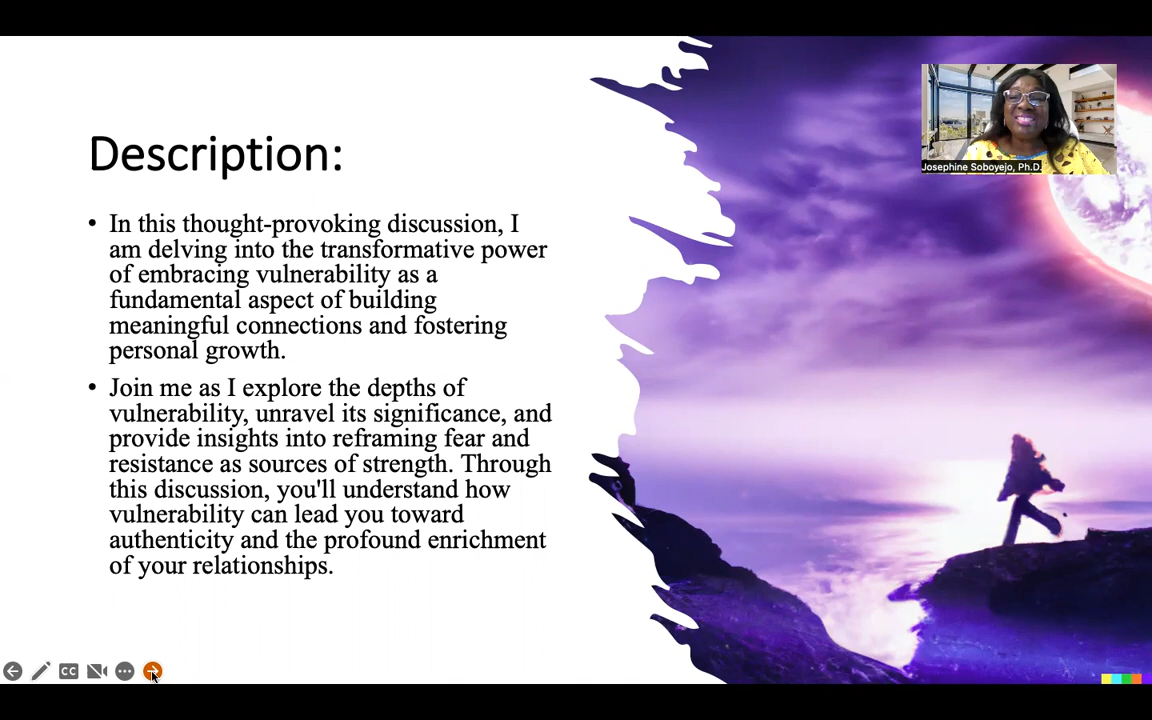 Description:
• In this thought-provoking discussion, I
am delving into the transformative power
of embracing vulnerability as a
fundamental aspect of building
meaningful connections and fostering
personal growth.
• Join me as I explore the depths of
vulnerability, unravel its significance, and
provide insights into reframing fear and
resistance as sources of strength. Through
this discussion, you'll understand how
vulnerability can lead you toward
authenticity and the profound enrichment
of your relationships.
Josephine Soboyejo, Ph.D.
CC